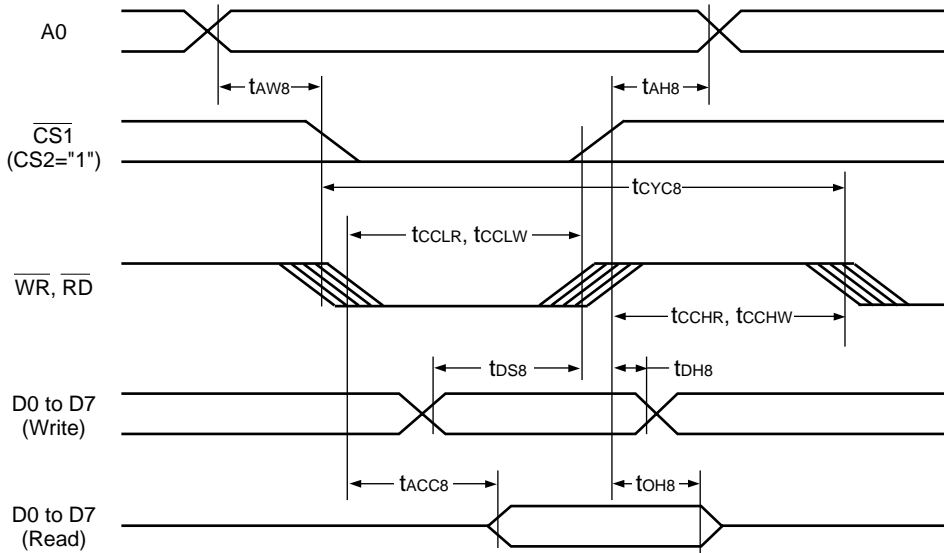 A0
tAW8
tAH8
CS1
(CS2="1")
tCYC8
tCCLR, tCCLW
WR, RD
tCCHR, tCCHW
tDS8
tDH8
D0 to D7
(Write)
tACC8
tOH8
D0 to D7
(Read)